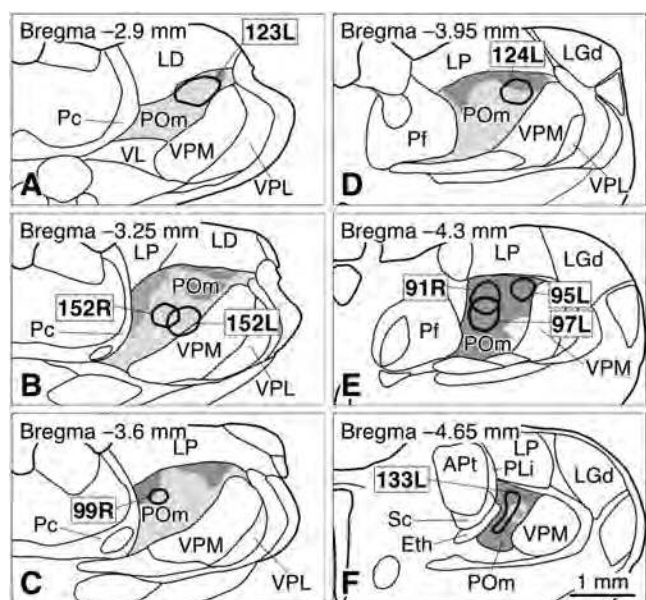 Bregma –2.9 mm
123L
LD
Pc
POm
VL
VPM
VPL
A
Bregma –3.95 mm
124L
LP
LGd
POm
Pf
VPM
VPL
D
Bregma –3.25 mm
LP
LD
POm
152R
152L
Pc
VPM
VPL
B
Bregma –4.3 mm
LP
LGd
91R
95L
97L
Pf
POm
VPM
E
Bregma –3.6 mm
LP
99R
POm
Pc
VPM
VPL
C
Bregma –4.65 mm
LP
APt
PLi
LGd
133L
Sc
Eth
VPM
POm
F
1 mm